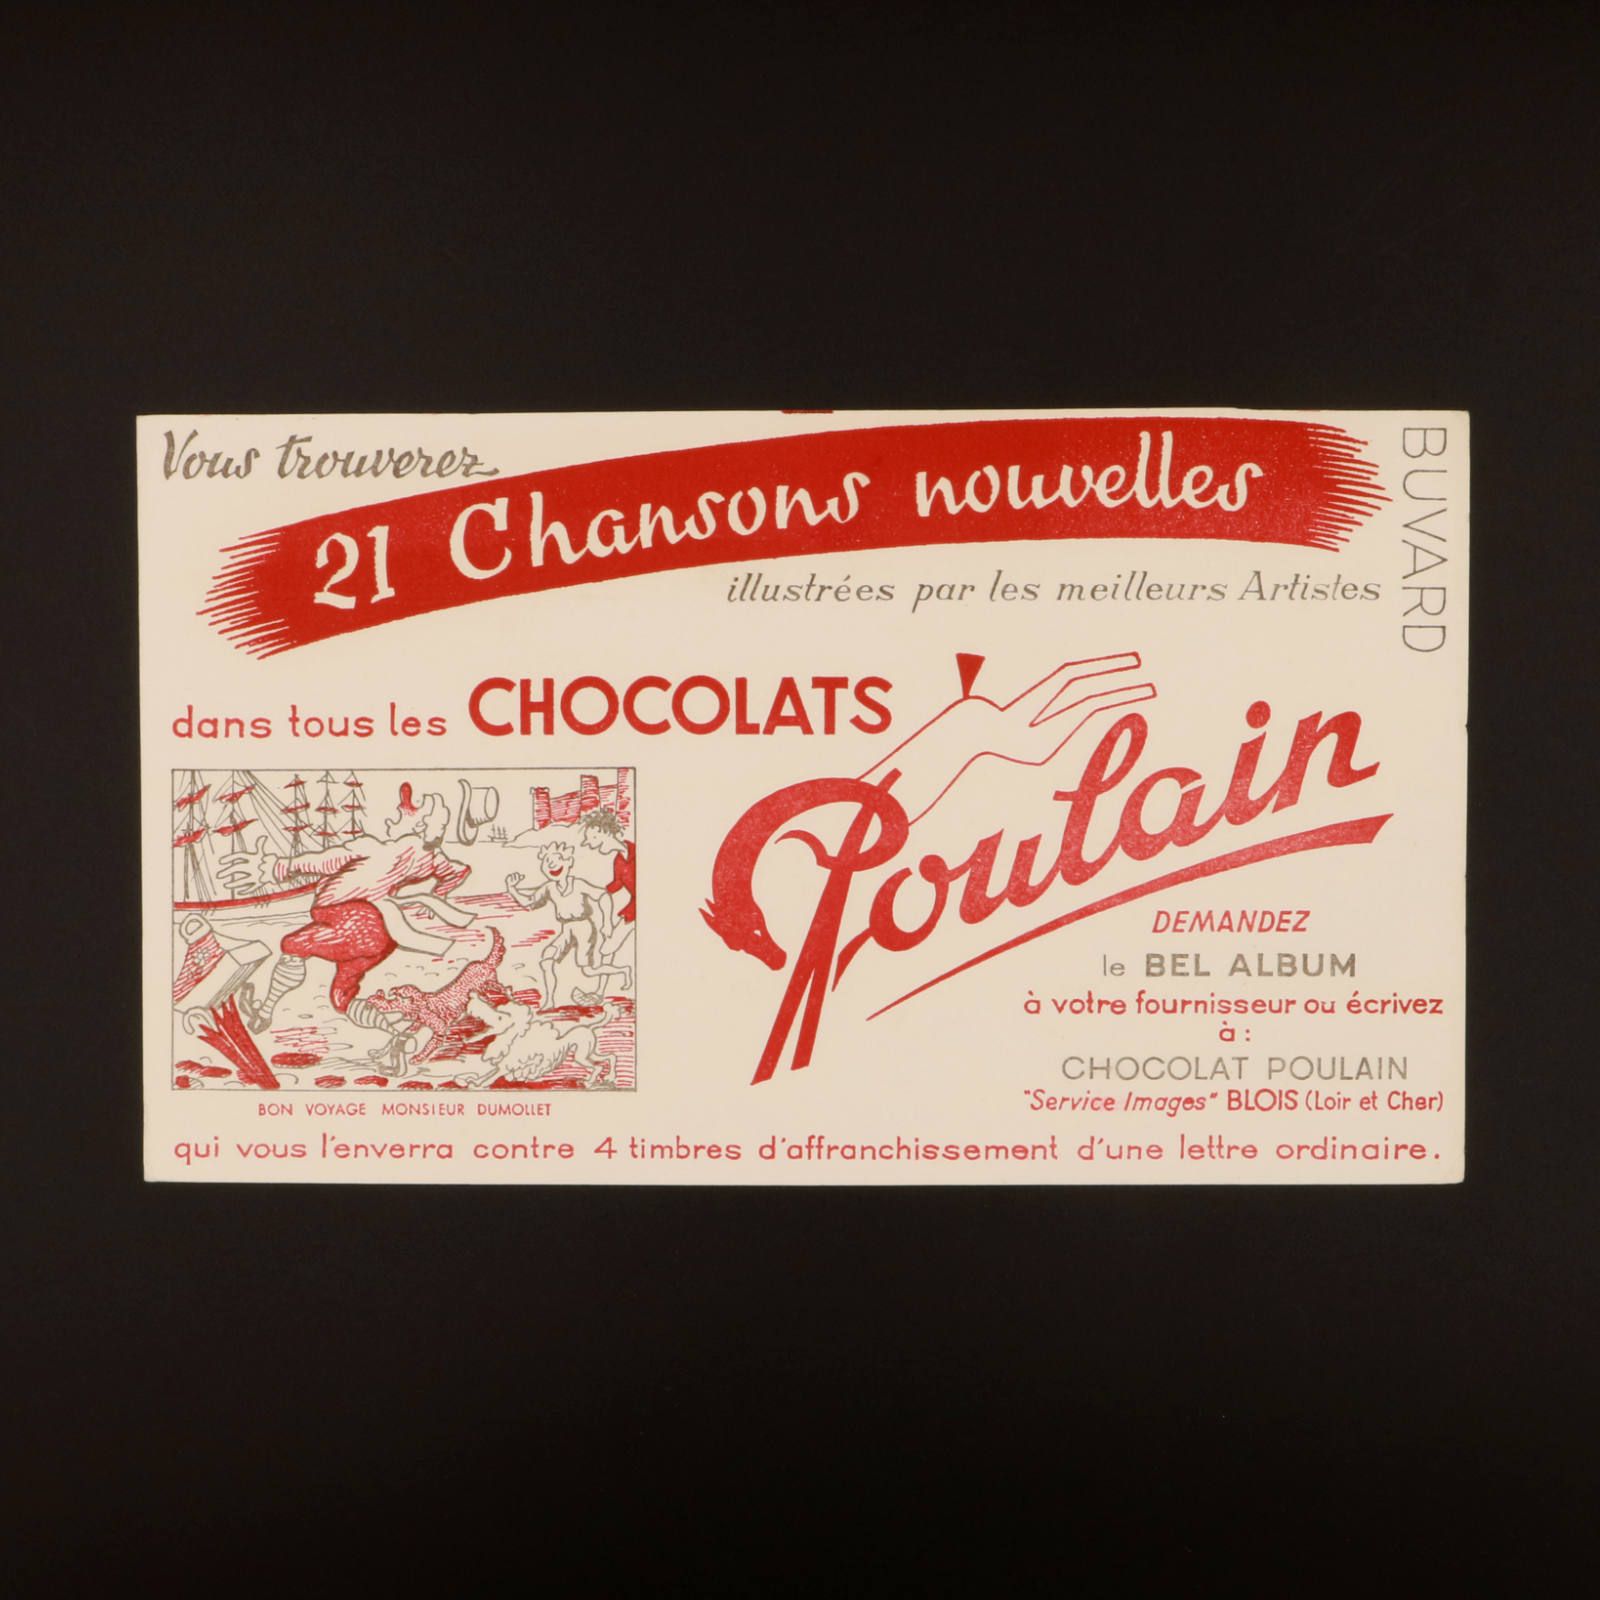 Vous trouverez
21 Chansons nouvelles
illustrées par les meilleurs Artistes
BUVARD
dans tous les CHOCOLATS
Poulain
BON VOYAGE MONSIEUR DUMOLLET
DEMANDEZ
le BEL ALBUM
à votre fournisseur ou écrivez
à :
CHOCOLAT POULAIN
"Service Images" BLOIS (Loir et Cher)
qui vous l'enverra contre 4 timbres d'affranchissement d'une lettre ordinaire.